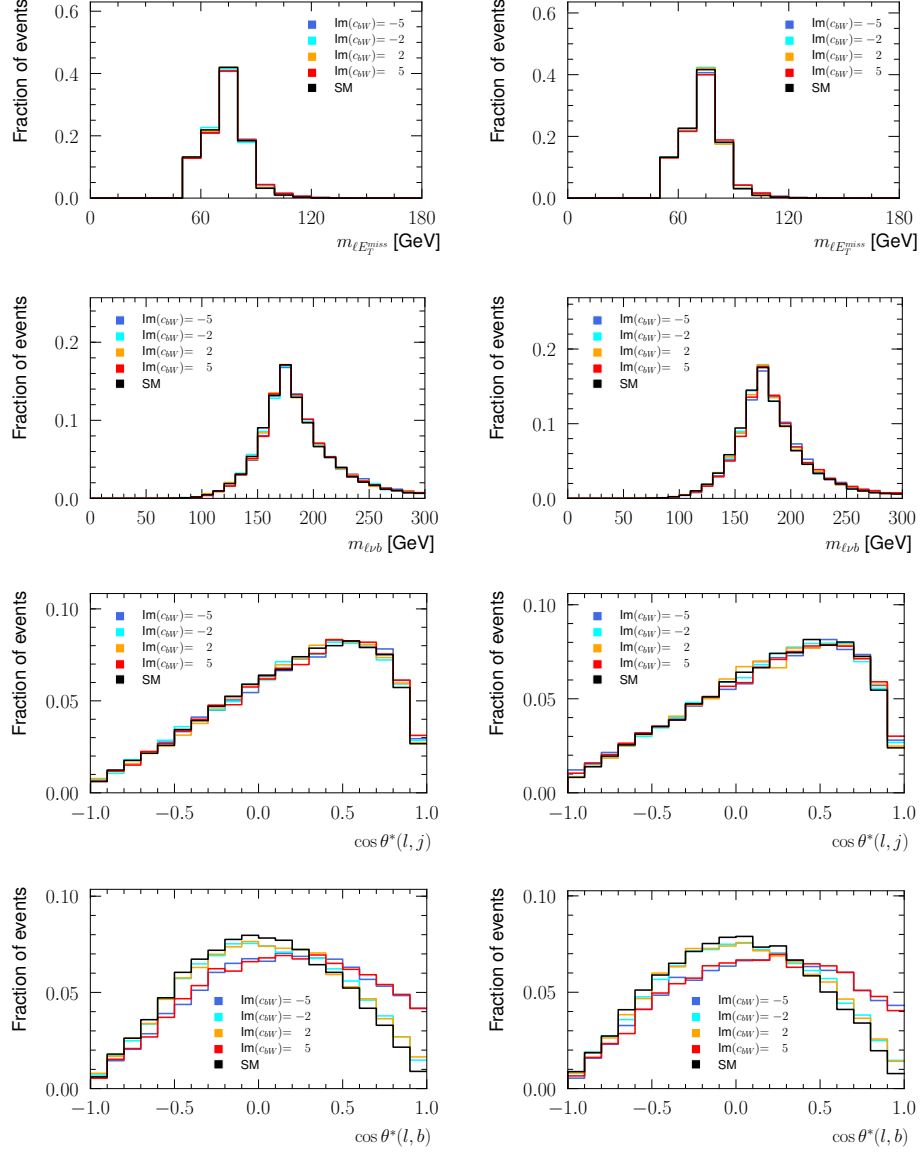 Fraction of events
0.6
0.4
0.2
0.0
Im(c_{bW})= −5
Im(c_{bW})= −2
Im(c_{bW})= 2
Im(c_{bW})= 5
SM
0 60 120 180
m_{ℓE_T^{miss}} [GeV]
Fraction of events
0.6
0.4
0.2
0.0
Im(c_{bW})= −5
Im(c_{bW})= −2
Im(c_{bW})= 2
Im(c_{bW})= 5
SM
0 60 120 180
m_{ℓE_T^{miss}} [GeV]
Fraction of events
0.2
0.1
0.0
Im(c_{bW})= −5
Im(c_{bW})= −2
Im(c_{bW})= 2
Im(c_{bW})= 5
SM
0 50 100 150 200 250 300
m_{ℓνb} [GeV]
Fraction of events
0.2
0.1
0.0
Im(c_{bW})= −5
Im(c_{bW})= −2
Im(c_{bW})= 2
Im(c_{bW})= 5
SM
0 50 100 150 200 250 300
m_{ℓνb} [GeV]
Fraction of events
0.10
0.05
0.00
Im(c_{bW})= −5
Im(c_{bW})= −2
Im(c_{bW})= 2
Im(c_{bW})= 5
SM
−1.0 −0.5 0.0 0.5 1.0
cos θ*(l, j)
Fraction of events
0.10
0.05
0.00
Im(c_{bW})= −5
Im(c_{bW})= −2
Im(c_{bW})= 2
Im(c_{bW})= 5
SM
−1.0 −0.5 0.0 0.5 1.0
cos θ*(l, j)
Fraction of events
0.10
0.05
0.00
Im(c_{bW})= −5
Im(c_{bW})= −2
Im(c_{bW})= 2
Im(c_{bW})= 5
SM
−1.0 −0.5 0.0 0.5 1.0
cos θ*(l, b)
Fraction of events
0.10
0.05
0.00
Im(c_{bW})= −5
Im(c_{bW})= −2
Im(c_{bW})= 2
Im(c_{bW})= 5
SM
−1.0 −0.5 0.0 0.5 1.0
cos θ*(l, b)